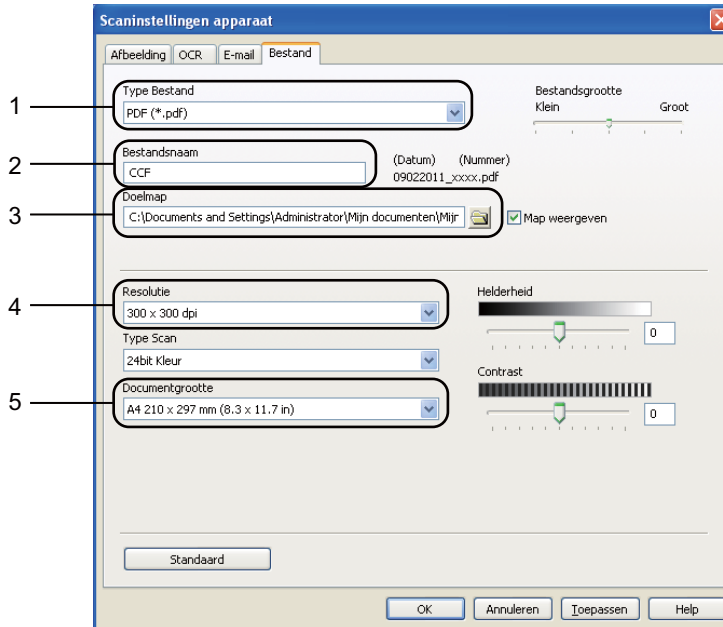 Scaninstellingen apparaat
Afbeelding OCR E-mail Bestand
1
Type Bestand
PDF (*.pdf)
Bestandsgrootte
Klein Groot
2
Bestandsnaam
CCF
(Datum) (Nummer)
09022011_xxxx.pdf
3
Doelmap
C:\Documents and Settings\Administrator\Mijn documenten\Mijr
Map weergeven
4
Resolutie
300 x 300 dpi
Type Scan
24bit Kleur
5
Documentgrootte
A4 210 x 297 mm (8.3 x 11.7 in)
Helderheid
0
Contrast
0
Standaard
OK Annuleren Toepassen Help